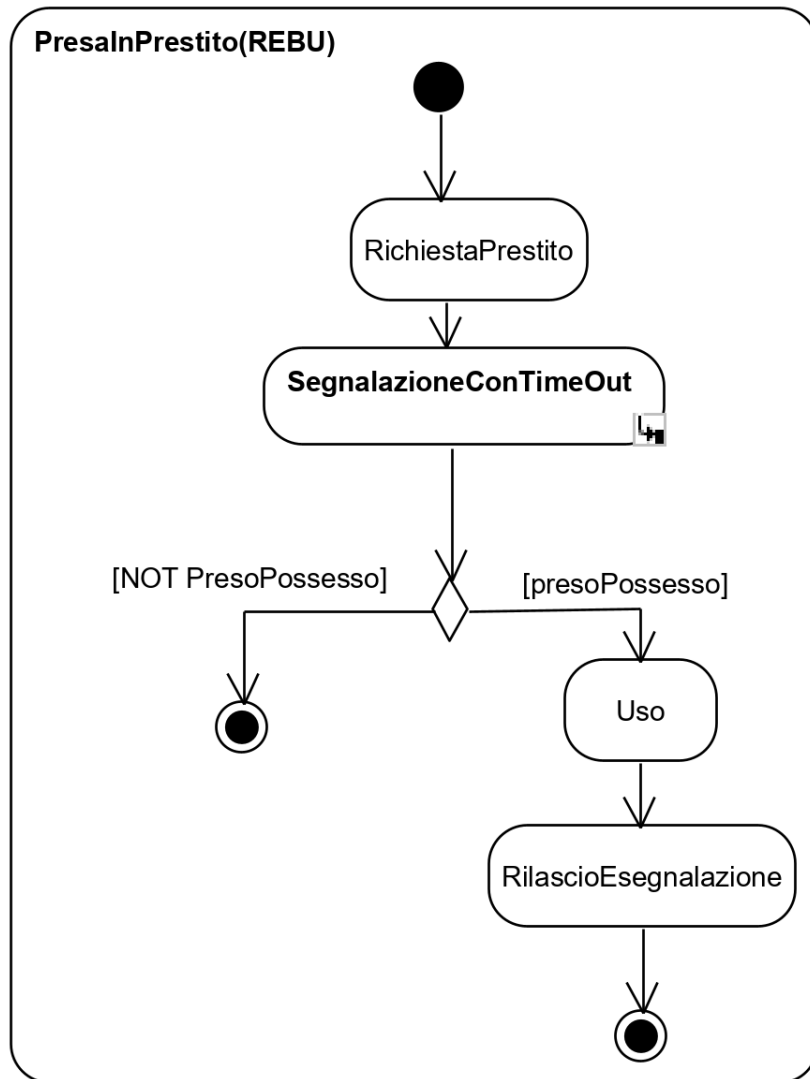 PresaInPrestito(REBU)
RichiestaPrestito
SegnalazioneConTimeOut
[NOT PresoPossesso]
[presoPossesso]
Uso
RilascioEsegnalazione